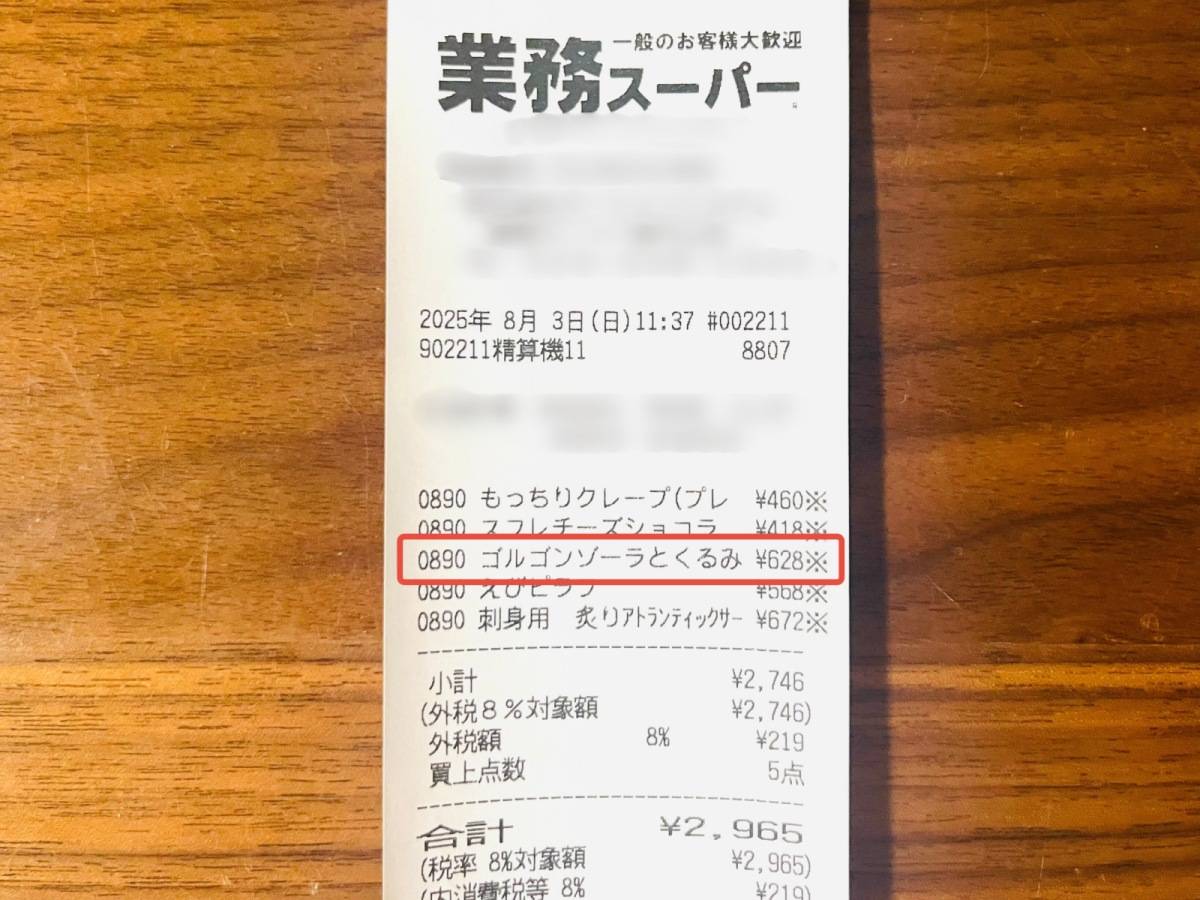 一般のお客様大歓迎
業務スーパー
2025年 8月 3日(日)11:37 #002211
902211精算機11 8807
0890 もっちりクレープ(プレ ¥460※
0890 スフレチーズショコラ ¥418※
0890 ゴルゴンゾーラとくるみ ¥628※
0890 えびピラフ ¥568※
0890 刺身用 炙りアトランティックサー ¥672※
小計 ¥2,746
(外税8%対象額 ¥2,746)
外税額 8% ¥219
買上点数 5点
合計 ¥2,965
(税率 8%対象額 ¥2,965)
(内消費税等 8% ¥219)